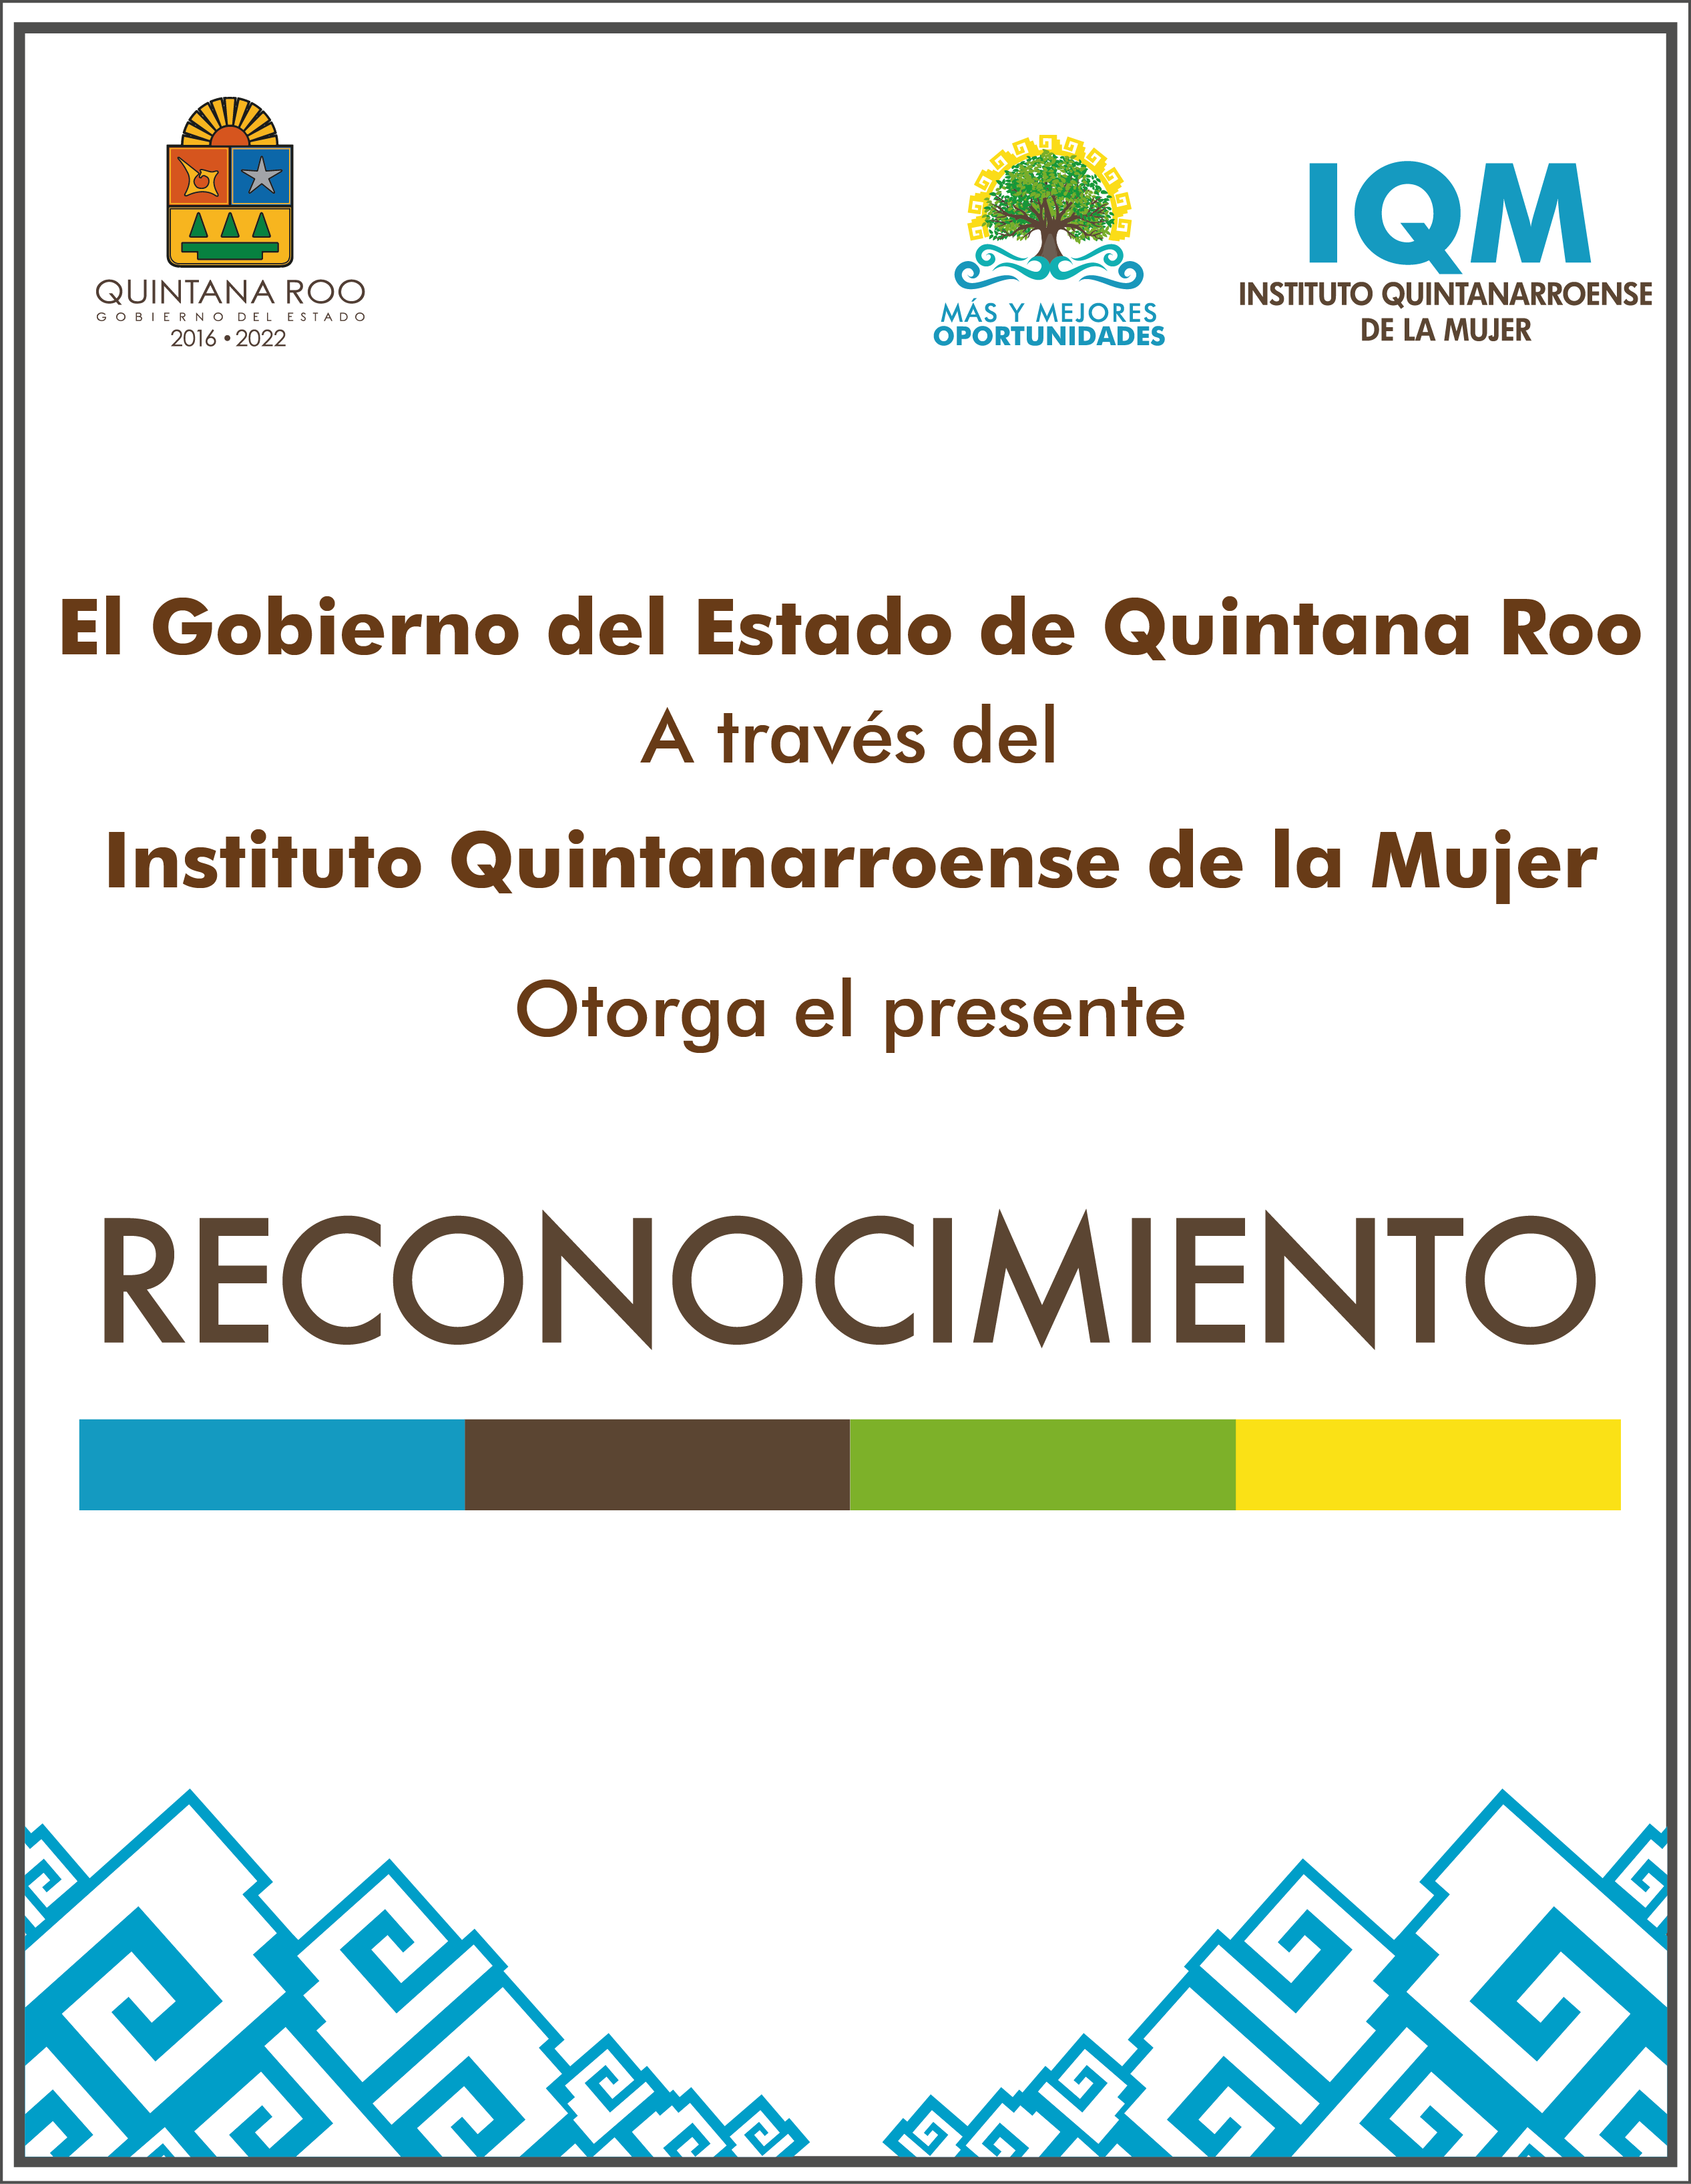 QUINTANA ROO
GOBIERNO DEL ESTADO
2016 • 2022
MÁS Y MEJORES
OPORTUNIDADES
IQM
INSTITUTO QUINTANARROENSE
DE LA MUJER
El Gobierno del Estado de Quintana Roo
A través del
Instituto Quintanarroense de la Mujer
Otorga el presente
RECONOCIMIENTO